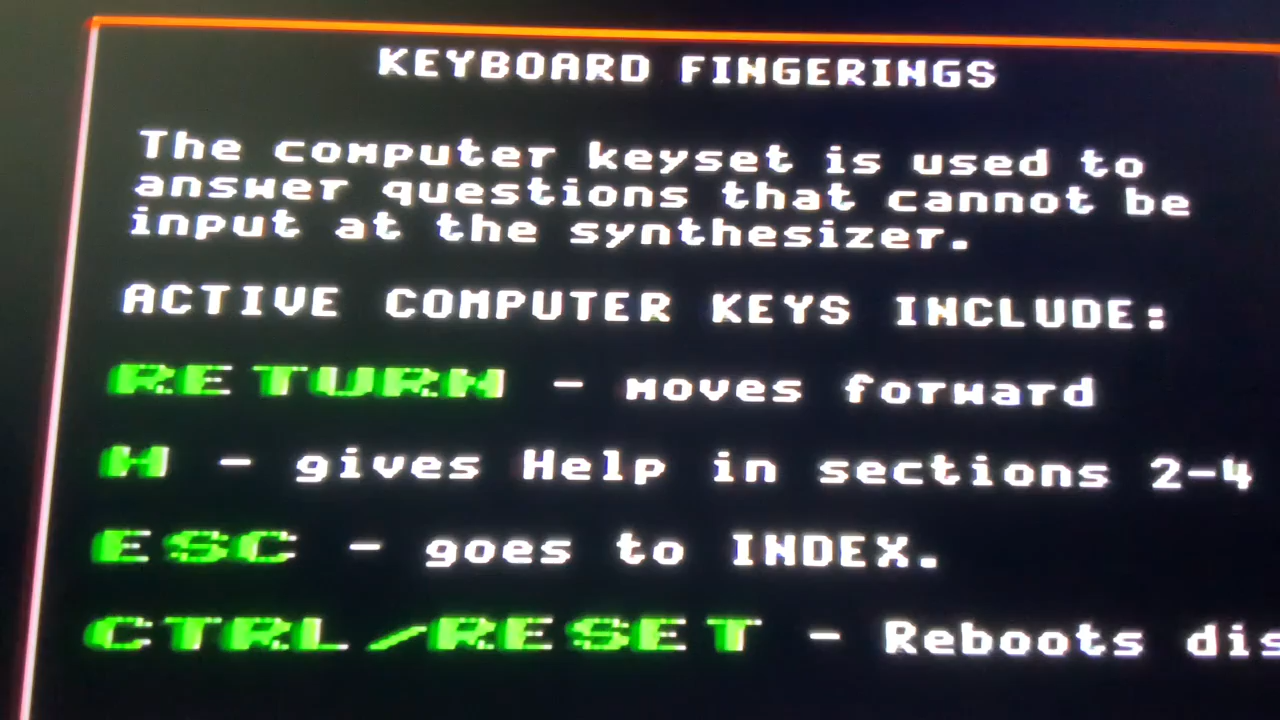 KEYBOARD FINGERINGS
The computer keyset is used to
answer questions that cannot be
input at the synthesizer.
ACTIVE COMPUTER KEYS INCLUDE:
RETURN - moves forward
H - gives Help in sections 2-4
ESC - goes to INDEX.
CTRL/RESET - Reboots